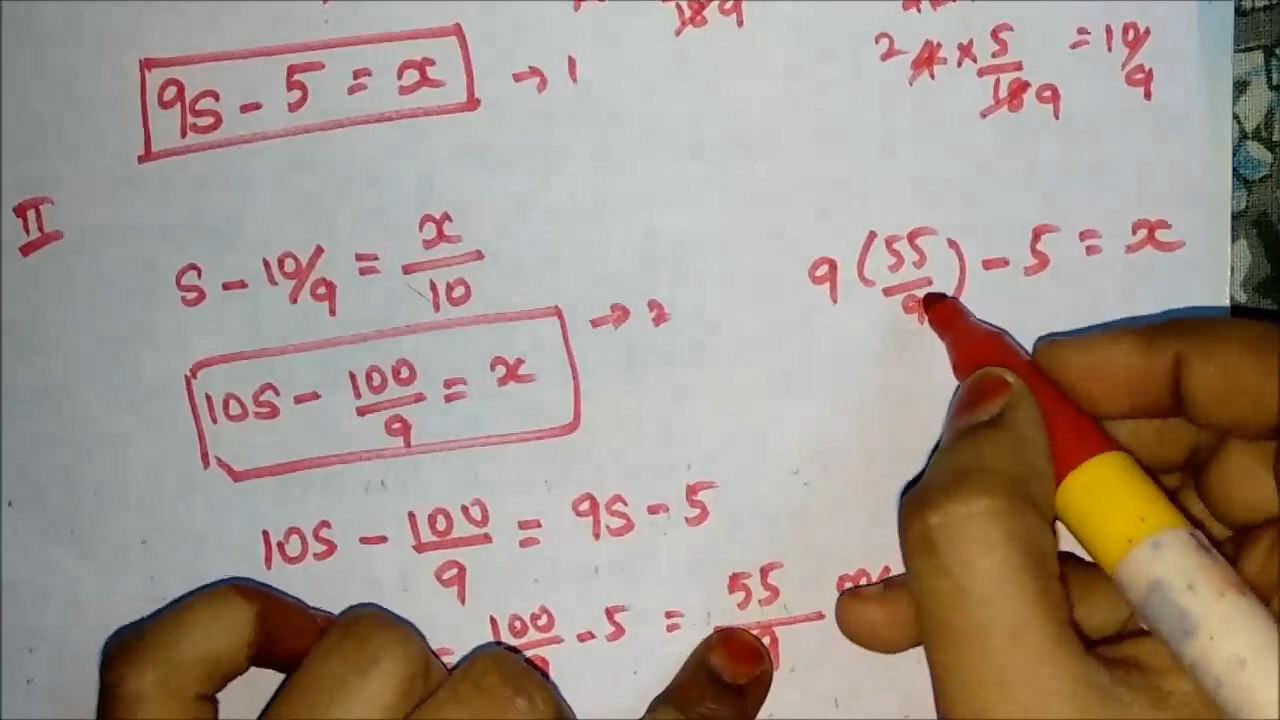 9S - 5 = x → 1
2 4 × 5/18 9 = 10/9
II
S - 10/9 = x/10
9(55/9) - 5 = x
10S - 100/9 = x → 2
10S - 100/9 = 9S - 5
= 100/9 - 5 = 55/9